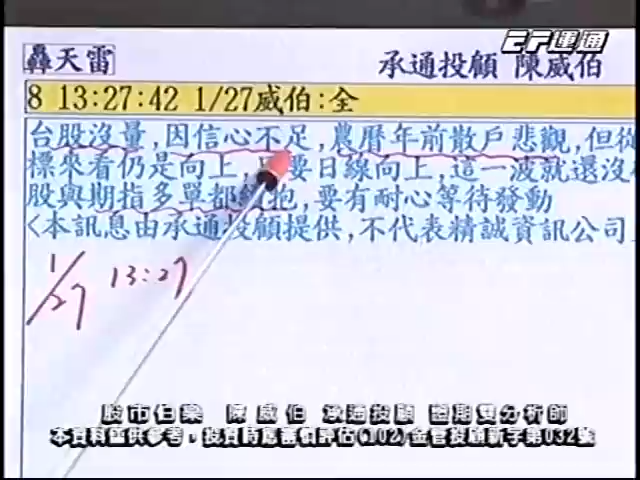 EF運通
轟天雷
承通投顧 陳威伯
8 13:27:42 1/27威伯:全
台股沒量,因信心不足,農曆年前散戶悲觀,但從
標來看仍是向上,只要日線向上,這一波就還沒
股與期指多單都續抱,要有耐心等待發動
<本訊息由承通投顧提供,不代表精誠資訊公司
1/27 13:27
股市伯樂 陳威伯 承通投顧 證期雙分析師
本資料僅供參考,投資時應審慎評估(102)金管投顧新字第032號